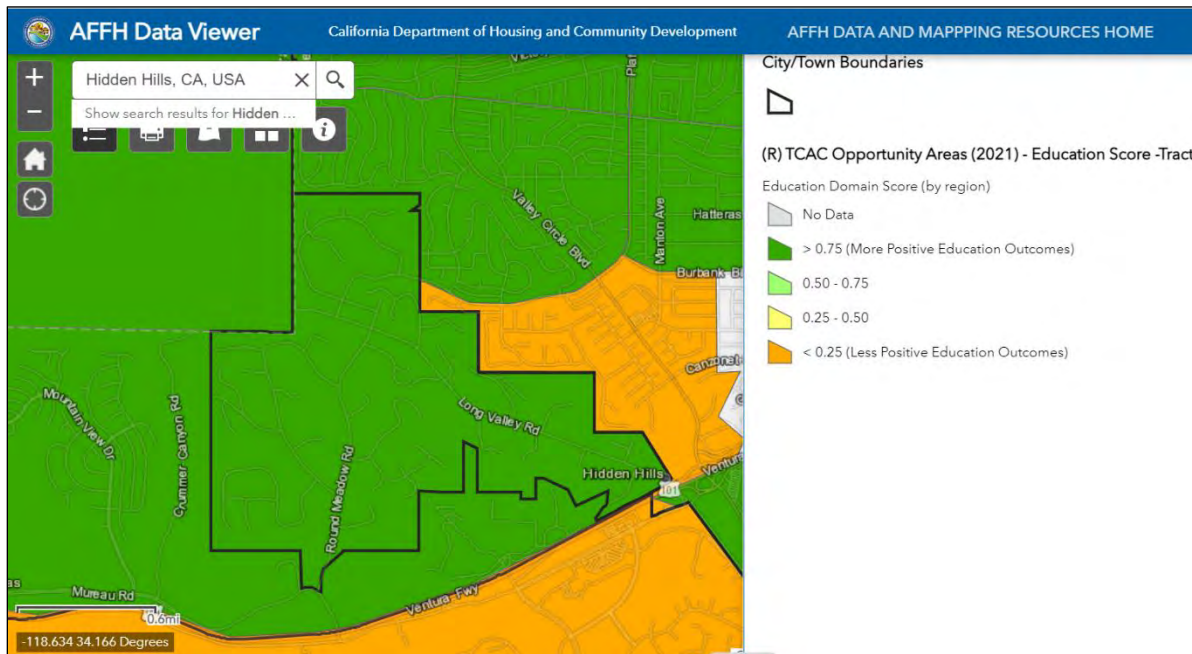 AFFH Data Viewer
California Department of Housing and Community Development
AFFH DATA AND MAPPPING RESOURCES HOME
+
−
Hidden Hills, CA, USA
Show search results for Hidden ...
City/Town Boundaries
(R) TCAC Opportunity Areas (2021) - Education Score -Tract
Education Domain Score (by region)
No Data
> 0.75 (More Positive Education Outcomes)
0.50 - 0.75
0.25 - 0.50
< 0.25 (Less Positive Education Outcomes)
Valley Circle Blvd
Manton Ave
Hatteras
Burbank Bl
Mountain View Dr
Crummer Canyon Rd
Long Valley Rd
Round Meadow Rd
Hidden Hills
101
Ventu
Ventura Fwy
Mureau Rd
0.6mi
-118.634 34.166 Degrees